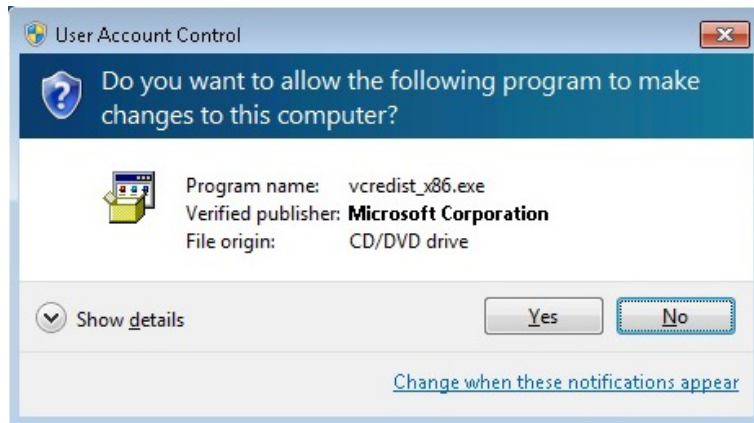 User Account Control
Do you want to allow the following program to make
changes to this computer?
Program name: vcredist_x86.exe
Verified publisher: Microsoft Corporation
File origin: CD/DVD drive
Show details
Yes
No
Change when these notifications appear